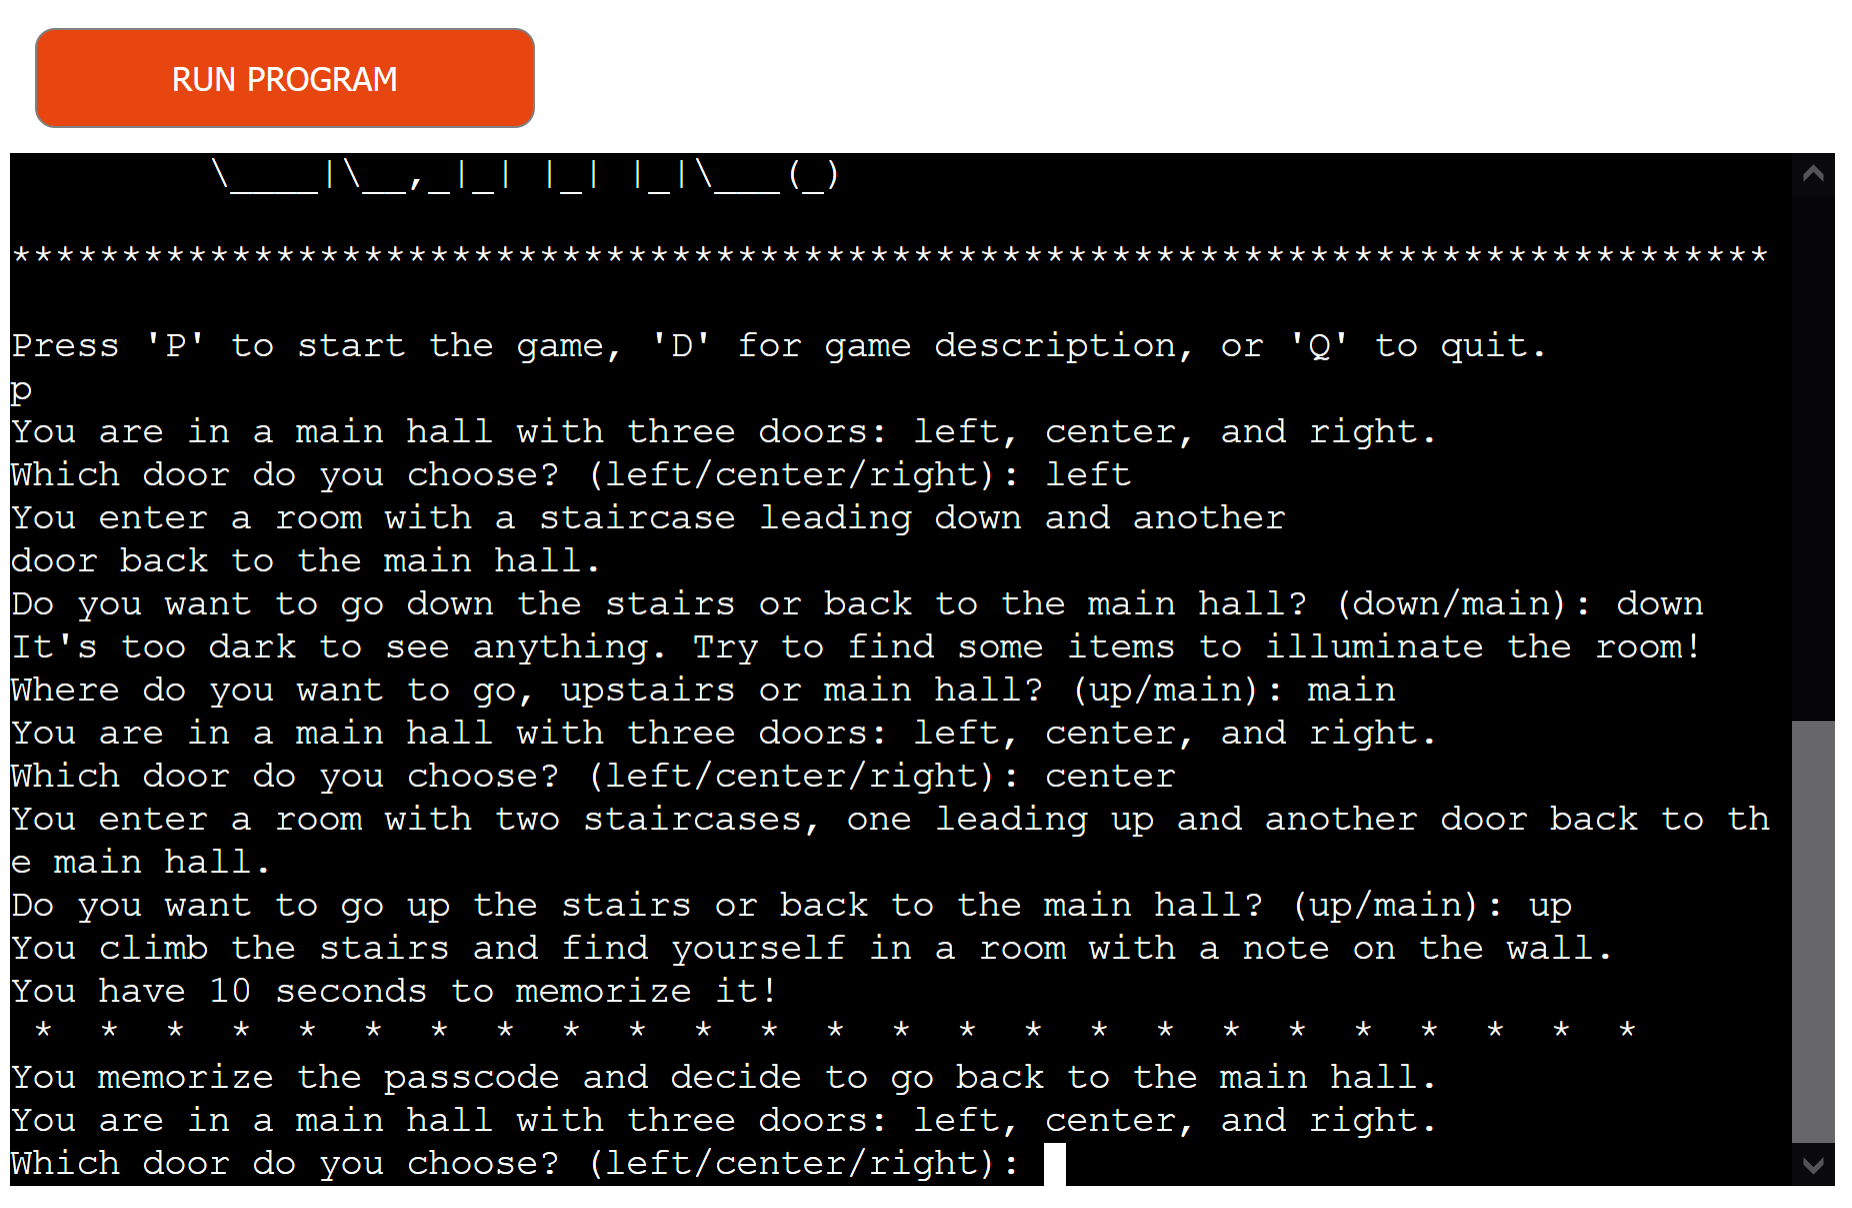 RUN PROGRAM
\____|\__,_|_| |_| |_|\___(_)
********************************************************************************
Press 'P' to start the game, 'D' for game description, or 'Q' to quit.
p
You are in a main hall with three doors: left, center, and right.
Which door do you choose? (left/center/right): left
You enter a room with a staircase leading down and another
door back to the main hall.
Do you want to go down the stairs or back to the main hall? (down/main): down
It's too dark to see anything. Try to find some items to illuminate the room!
Where do you want to go, upstairs or main hall? (up/main): main
You are in a main hall with three doors: left, center, and right.
Which door do you choose? (left/center/right): center
You enter a room with two staircases, one leading up and another door back to th
e main hall.
Do you want to go up the stairs or back to the main hall? (up/main): up
You climb the stairs and find yourself in a room with a note on the wall.
You have 10 seconds to memorize it!
 *  *  *  *  *  *  *  *  *  *  *  *  *  *  *  *  *  *  *  *  *  *  *  *  *
You memorize the passcode and decide to go back to the main hall.
You are in a main hall with three doors: left, center, and right.
Which door do you choose? (left/center/right):